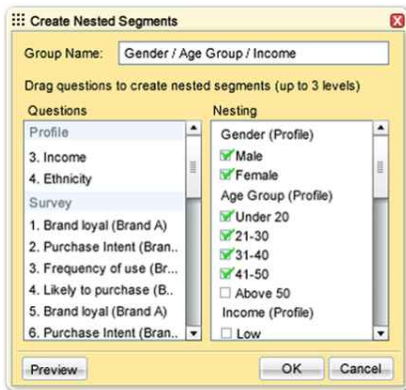 Create Nested Segments
Group Name: Gender / Age Group / Income
Drag questions to create nested segments (up to 3 levels)
Questions
Profile
3. Income
4. Ethnicity
Survey
1. Brand loyal (Brand A)
2. Purchase Intent (Bran..
3. Frequency of use (Br...
4. Likely to purchase (B..
5. Brand loyal (Brand A)
6. Purchase Intent (Bran..
Nesting
Gender (Profile)
Male
Female
Age Group (Profile)
Under 20
21-30
31-40
41-50
Above 50
Income (Profile)
Low
Preview
OK
Cancel